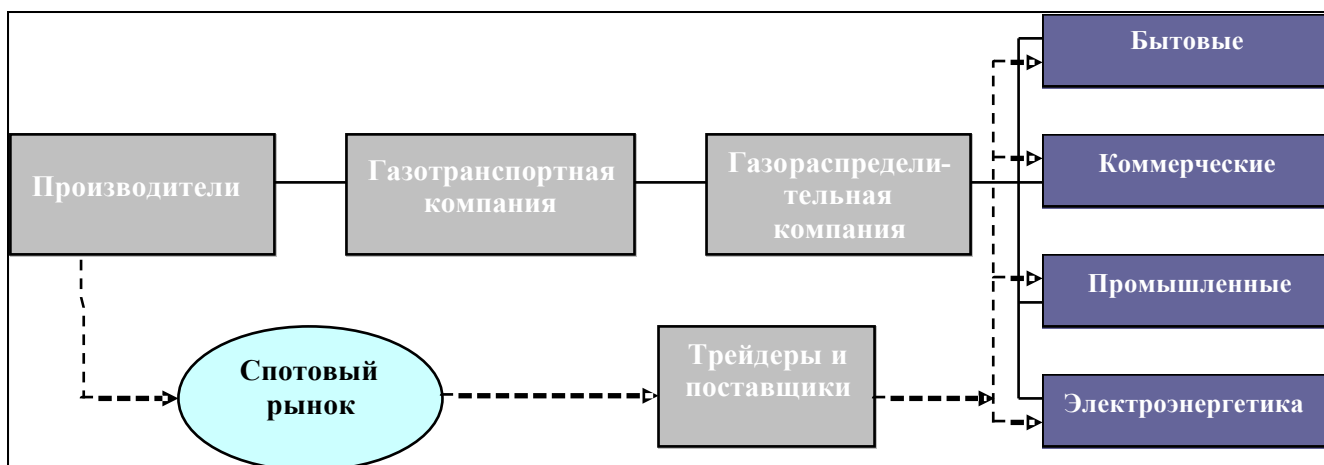 Бытовые
Производители
Газотранспортная
компания
Газораспредели-
тельная
компания
Коммерческие
Промышленные
Спотовый
рынок
Трейдеры и
поставщики
Электроэнергетика